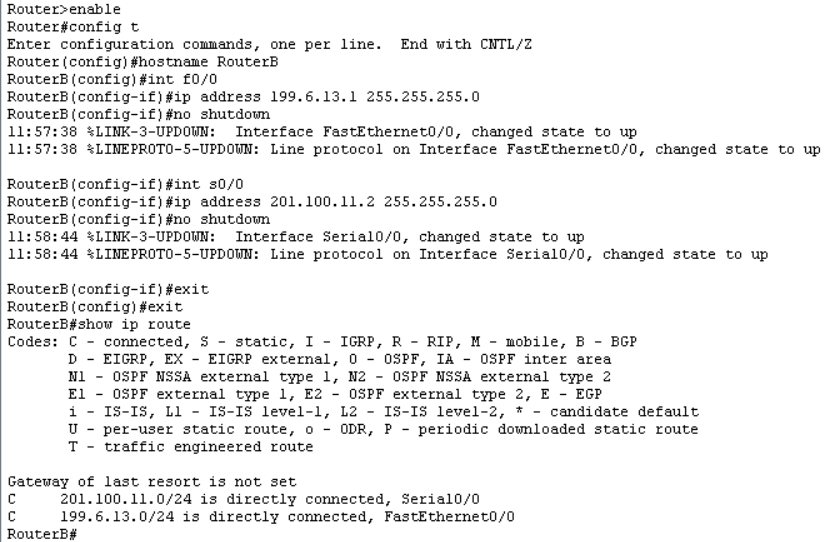 Router>enable
Router#config t
Enter configuration commands, one per line.  End with CNTL/Z
Router(config)#hostname RouterB
RouterB(config)#int f0/0
RouterB(config-if)#ip address 199.6.13.1 255.255.255.0
RouterB(config-if)#no shutdown
11:57:38 %LINK-3-UPDOWN:  Interface FastEthernet0/0, changed state to up
11:57:38 %LINEPROTO-5-UPDOWN: Line protocol on Interface FastEthernet0/0, changed state to up
RouterB(config-if)#int s0/0
RouterB(config-if)#ip address 201.100.11.2 255.255.255.0
RouterB(config-if)#no shutdown
11:58:44 %LINK-3-UPDOWN:  Interface Serial0/0, changed state to up
11:58:44 %LINEPROTO-5-UPDOWN: Line protocol on Interface Serial0/0, changed state to up
RouterB(config-if)#exit
RouterB(config)#exit
RouterB#show ip route
Codes: C - connected, S - static, I - IGRP, R - RIP, M - mobile, B - BGP
       D - EIGRP, EX - EIGRP external, O - OSPF, IA - OSPF inter area
       N1 - OSPF NSSA external type 1, N2 - OSPF NSSA external type 2
       E1 - OSPF external type 1, E2 - OSPF external type 2, E - EGP
       i - IS-IS, L1 - IS-IS level-1, L2 - IS-IS level-2, * - candidate default
       U - per-user static route, o - ODR, P - periodic downloaded static route
       T - traffic engineered route
Gateway of last resort is not set
C     201.100.11.0/24 is directly connected, Serial0/0
C     199.6.13.0/24 is directly connected, FastEthernet0/0
RouterB#